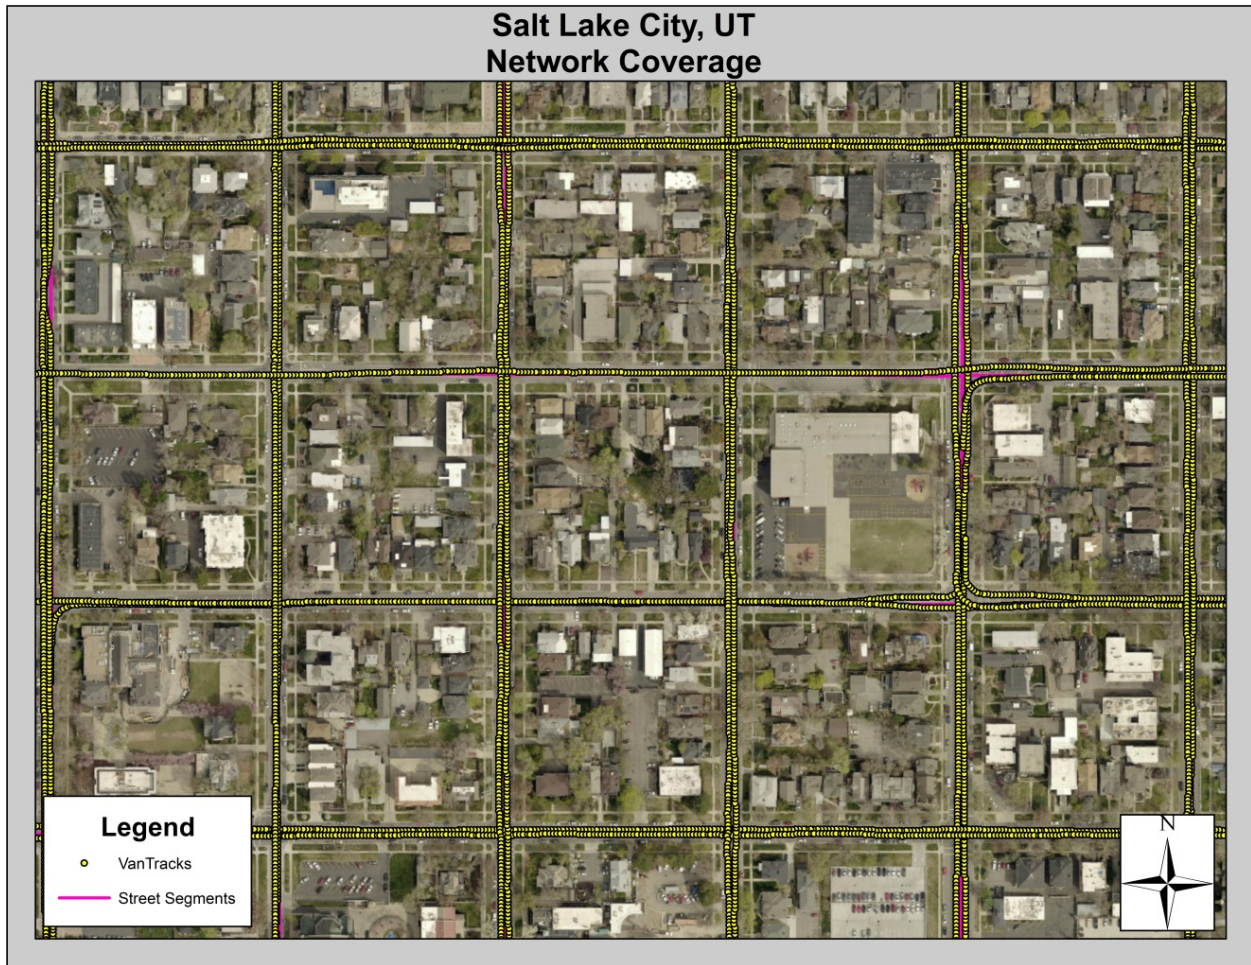 Salt Lake City, UT
Network Coverage
Legend
VanTracks
Street Segments
N